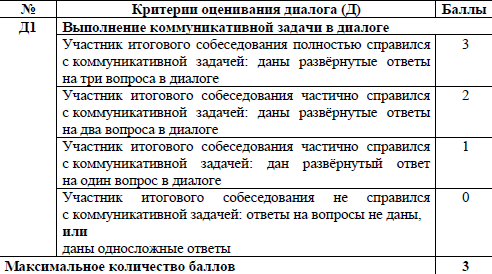 № Критерии оценивания диалога (Д) Баллы
Д1 Выполнение коммуникативной задачи в диалоге
Участник итогового собеседования полностью справился 3
с коммуникативной задачей: даны развёрнутые ответы
на три вопроса в диалоге
Участник итогового собеседования частично справился 2
с коммуникативной задачей: даны развёрнутые ответы
на два вопроса в диалоге
Участник итогового собеседования частично справился 1
с коммуникативной задачей: дан развёрнутый ответ
на один вопрос в диалоге
Участник итогового собеседования не справился 0
с коммуникативной задачей: ответы на вопросы не даны,
или
даны односложные ответы
Максимальное количество баллов 3